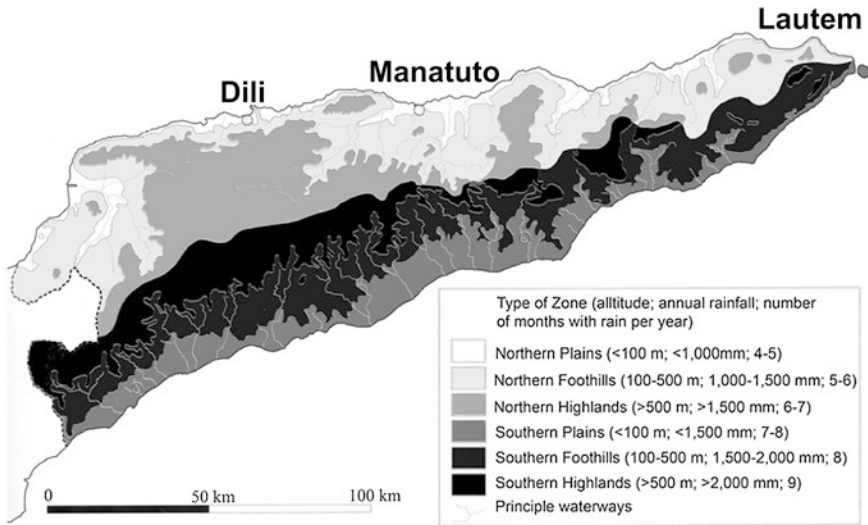 Lautem
Manatuto
Dili
Type of Zone (alltitude; annual rainfall; number
of months with rain per year)
Northern Plains (<100 m; <1,000mm; 4-5)
Northern Foothills (100-500 m; 1,000-1,500 mm; 5-6)
Northern Highlands (>500 m; >1,500 mm; 6-7)
Southern Plains (<100 m; <1,500 mm; 7-8)
Southern Foothills (100-500 m; 1,500-2,000 mm; 8)
Southern Highlands (>500 m; >2,000 mm; 9)
Principle waterways
0 50 km 100 km